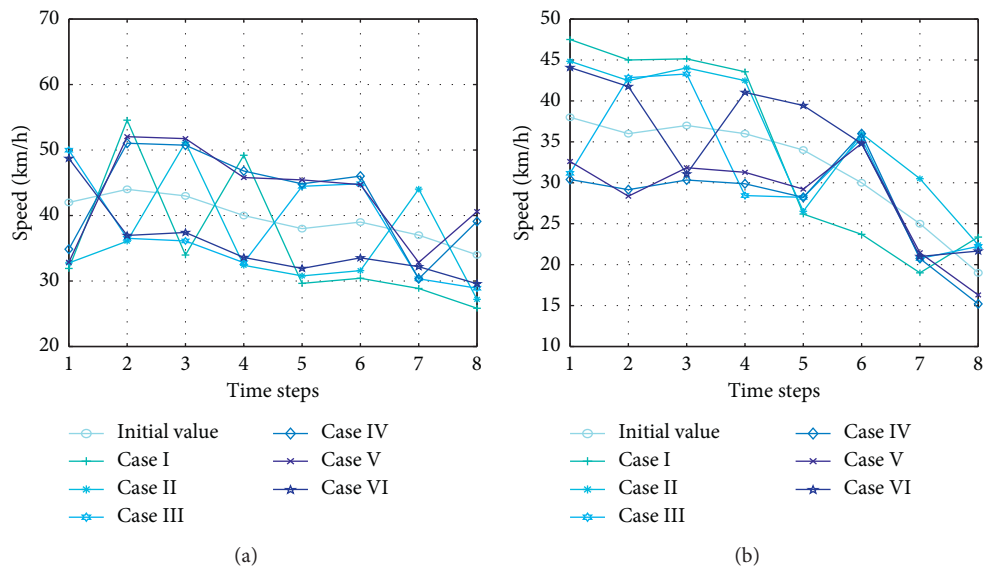 70
60
50
40
30
20
Speed (km/h)
1 2 3 4 5 6 7 8
Time steps
Initial value
Case I
Case II
Case III
Case IV
Case V
Case VI
(a)
50
45
40
35
30
25
20
15
10
Speed (km/h)
1 2 3 4 5 6 7 8
Time steps
Initial value
Case I
Case II
Case III
Case IV
Case V
Case VI
(b)